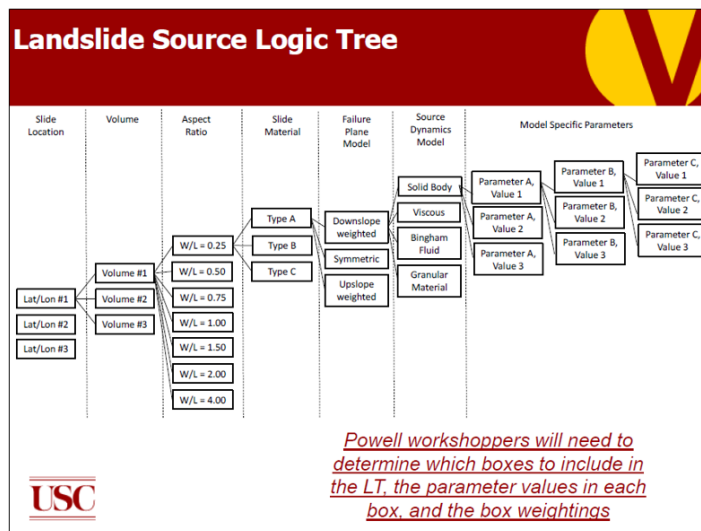 Landslide Source Logic Tree
Slide
Location
Volume
Aspect
Ratio
Slide
Material
Failure
Plane
Model
Source
Dynamics
Model
Model Specific Parameters
Lat/Lon #1
Lat/Lon #2
Lat/Lon #3
Volume #1
Volume #2
Volume #3
W/L = 0.25
W/L = 0.50
W/L = 0.75
W/L = 1.00
W/L = 1.50
W/L = 2.00
W/L = 4.00
Type A
Type B
Type C
Downslope
weighted
Symmetric
Upslope
weighted
Solid Body
Viscous
Bingham
Fluid
Granular
Material
Parameter A,
Value 1
Parameter A,
Value 2
Parameter A,
Value 3
Parameter B,
Value 1
Parameter B,
Value 2
Parameter B,
Value 3
Parameter C,
Value 1
Parameter C,
Value 2
Parameter C,
Value 3
Powell workshoppers will need to
determine which boxes to include in
the LT, the parameter values in each
box, and the box weightings
USC